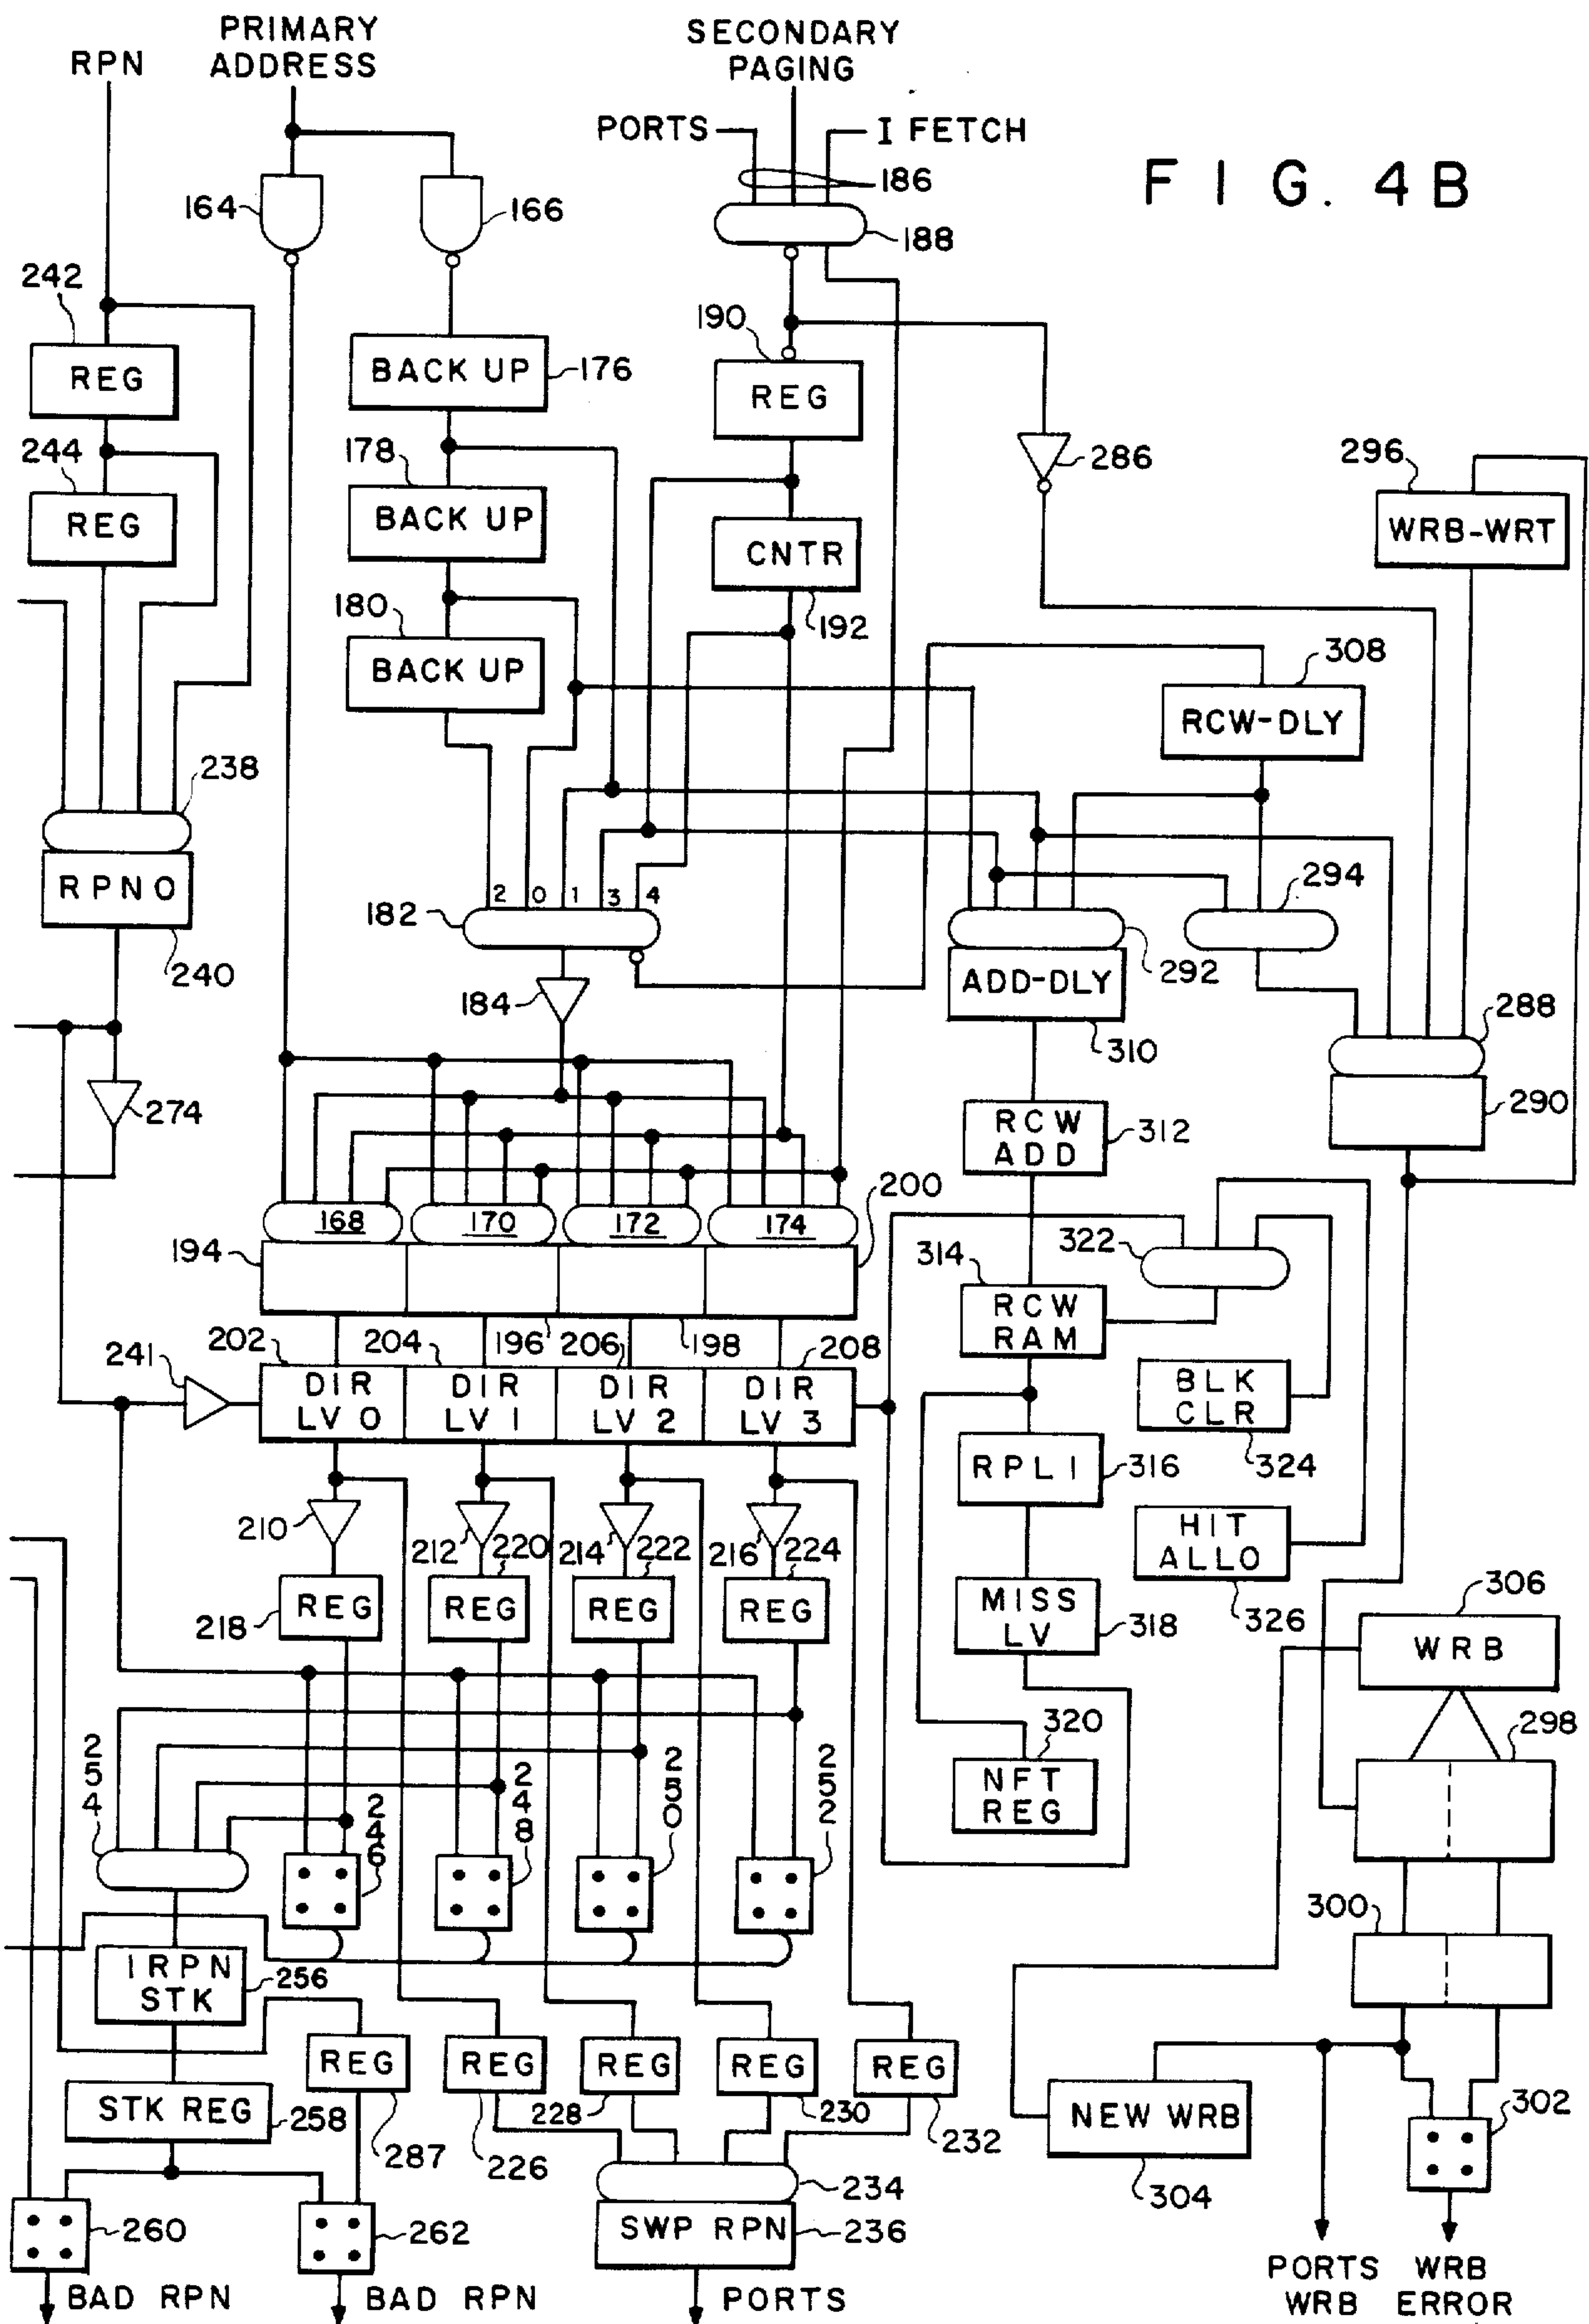 PRIMARY
ADDRESS
RPN
SECONDARY
PAGING
PORTS
I FETCH
FIG. 4B
186
188
164
166
242
REG
190
REG
BACK UP
176
244
REG
178
BACK UP
286
296
WRB-WRT
CNTR
192
180
BACK UP
308
RCW-DLY
238
RPNO
240
2
0
1
3
4
182
184
292
294
ADD-DLY
310
288
290
274
RCW
ADD
312
168
170
172
174
200
194
196
198
314
RCW
RAM
322
202
204
206
208
241
DIR
LV 0
DIR
LV 1
DIR
LV 2
DIR
LV 3
BLK
CLR
324
RPL I
316
210
212
214
216
220
222
224
218
REG
REG
REG
REG
HIT
ALLO
326
MISS
LV
318
306
WRB
320
NFT
REG
298
254
246
248
250
252
300
IRPN
STK
256
REG
REG
REG
REG
REG
287
226
228
230
232
STK REG
258
NEW WRB
304
302
234
SWP RPN
236
260
262
BAD RPN
BAD RPN
PORTS
PORTS
WRB
WRB
ERROR